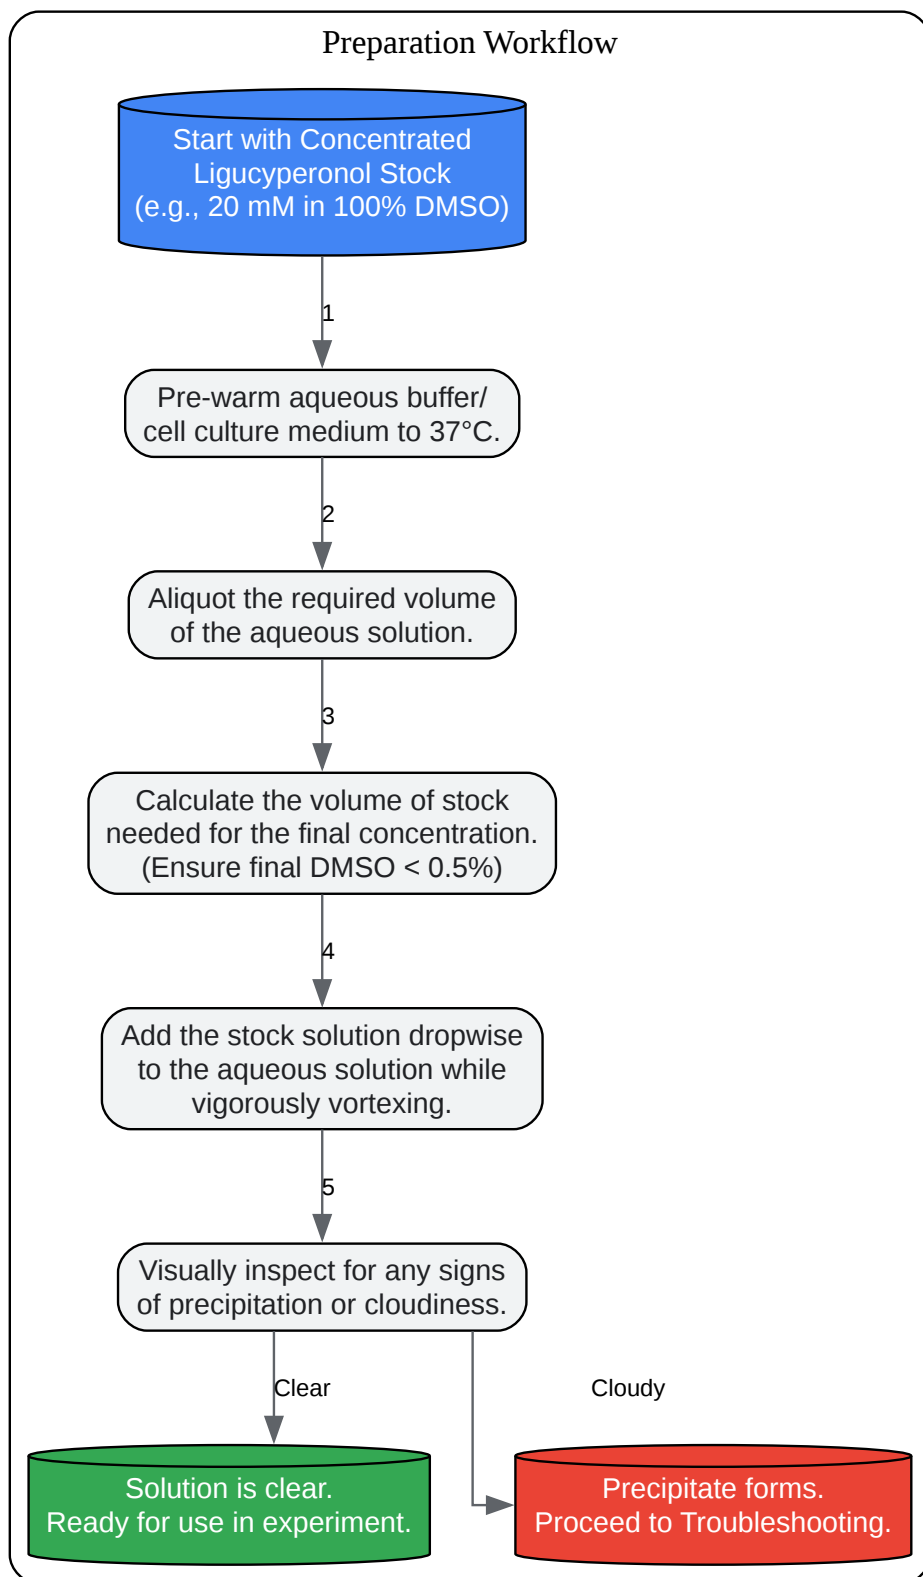 Preparation Workflow
Start with Concentrated
Ligucyperonol Stock
(e.g., 20 mM in 100% DMSO)
1
Pre-warm aqueous buffer/
cell culture medium to 37°C.
2
Aliquot the required volume
of the aqueous solution.
3
Calculate the volume of stock
needed for the final concentration.
(Ensure final DMSO < 0.5%)
4
Add the stock solution dropwise
to the aqueous solution while
vigorously vortexing.
5
Visually inspect for any signs
of precipitation or cloudiness.
Clear
Cloudy
Solution is clear.
Ready for use in experiment.
Precipitate forms.
Proceed to Troubleshooting.